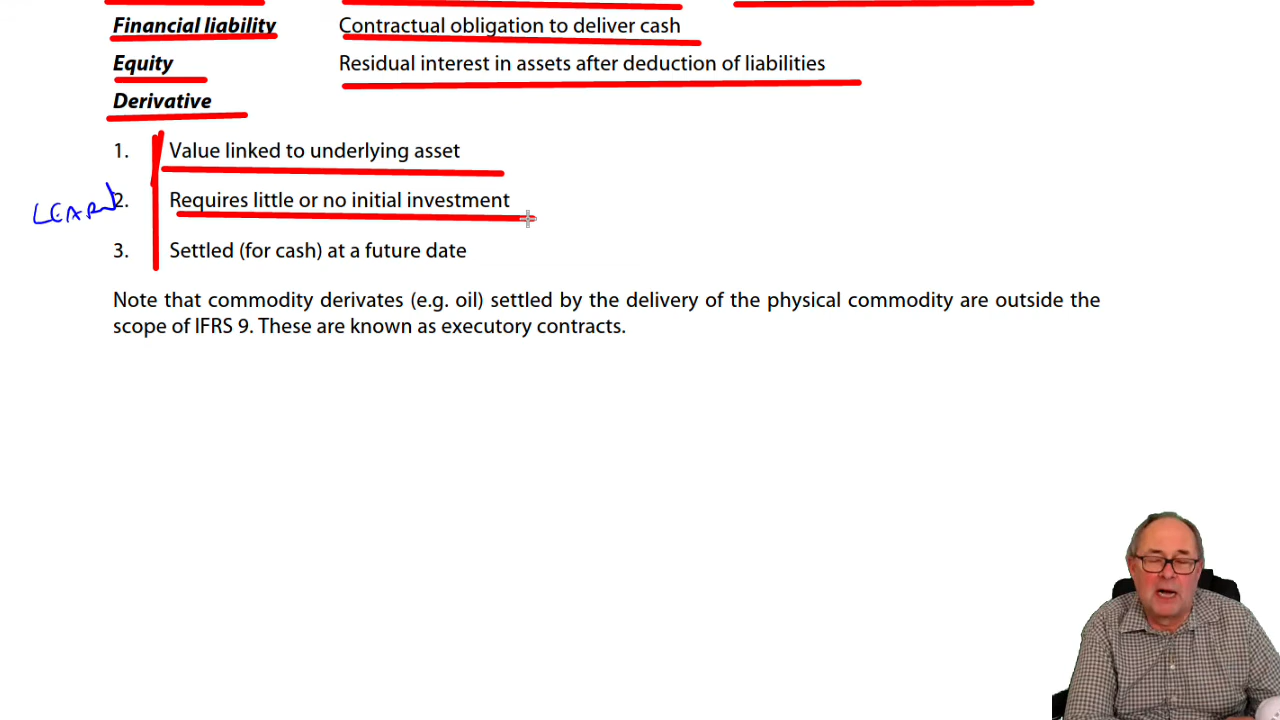 Financial liability Contractual obligation to deliver cash
Equity Residual interest in assets after deduction of liabilities
Derivative
1. Value linked to underlying asset
LEARN 2. Requires little or no initial investment
3. Settled (for cash) at a future date
Note that commodity derivates (e.g. oil) settled by the delivery of the physical commodity are outside the
scope of IFRS 9. These are known as executory contracts.